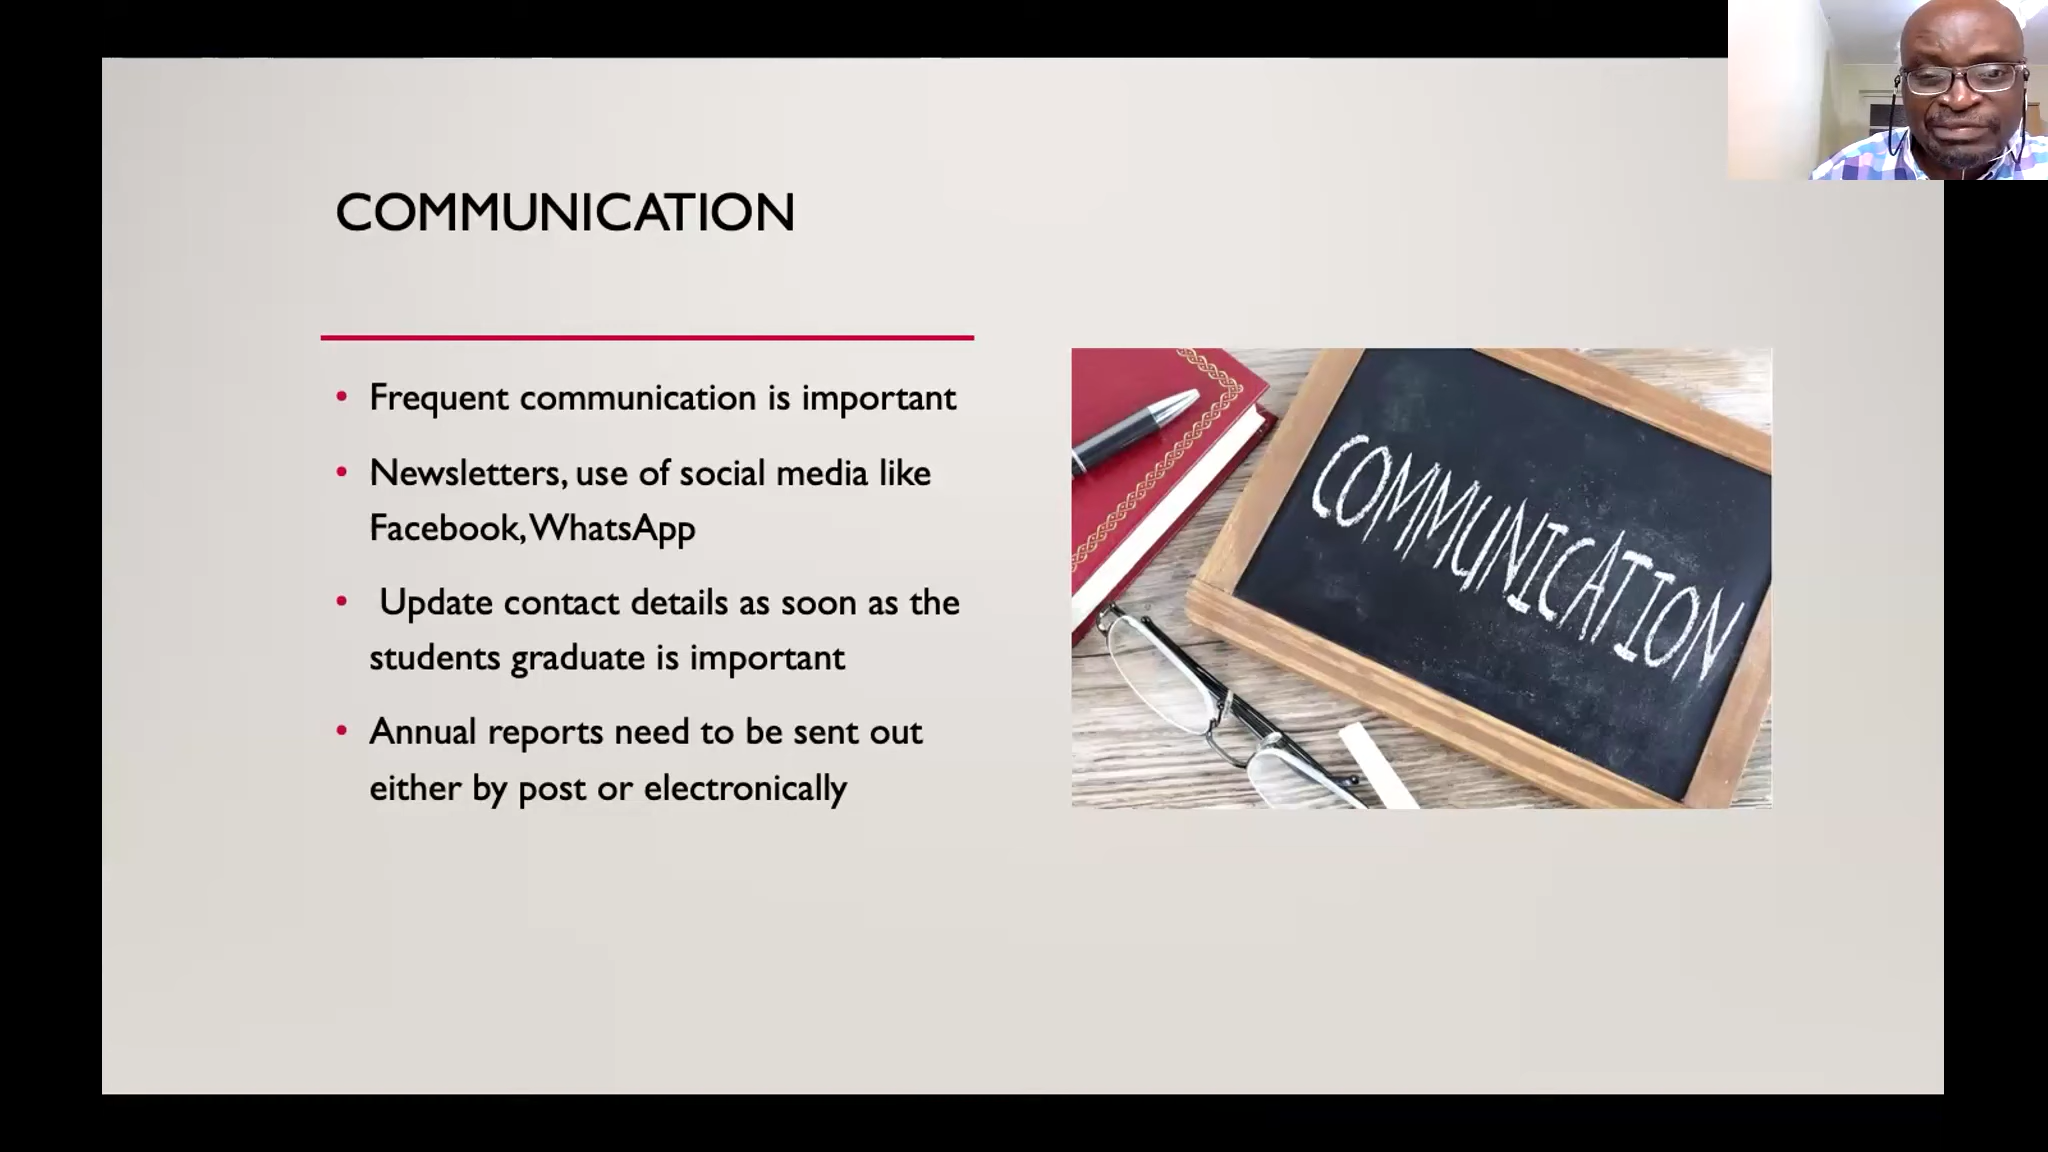 COMMUNICATION
• Frequent communication is important
• Newsletters, use of social media like
Facebook, WhatsApp
• Update contact details as soon as the
students graduate is important
• Annual reports need to be sent out
either by post or electronically
COMMUNICATION